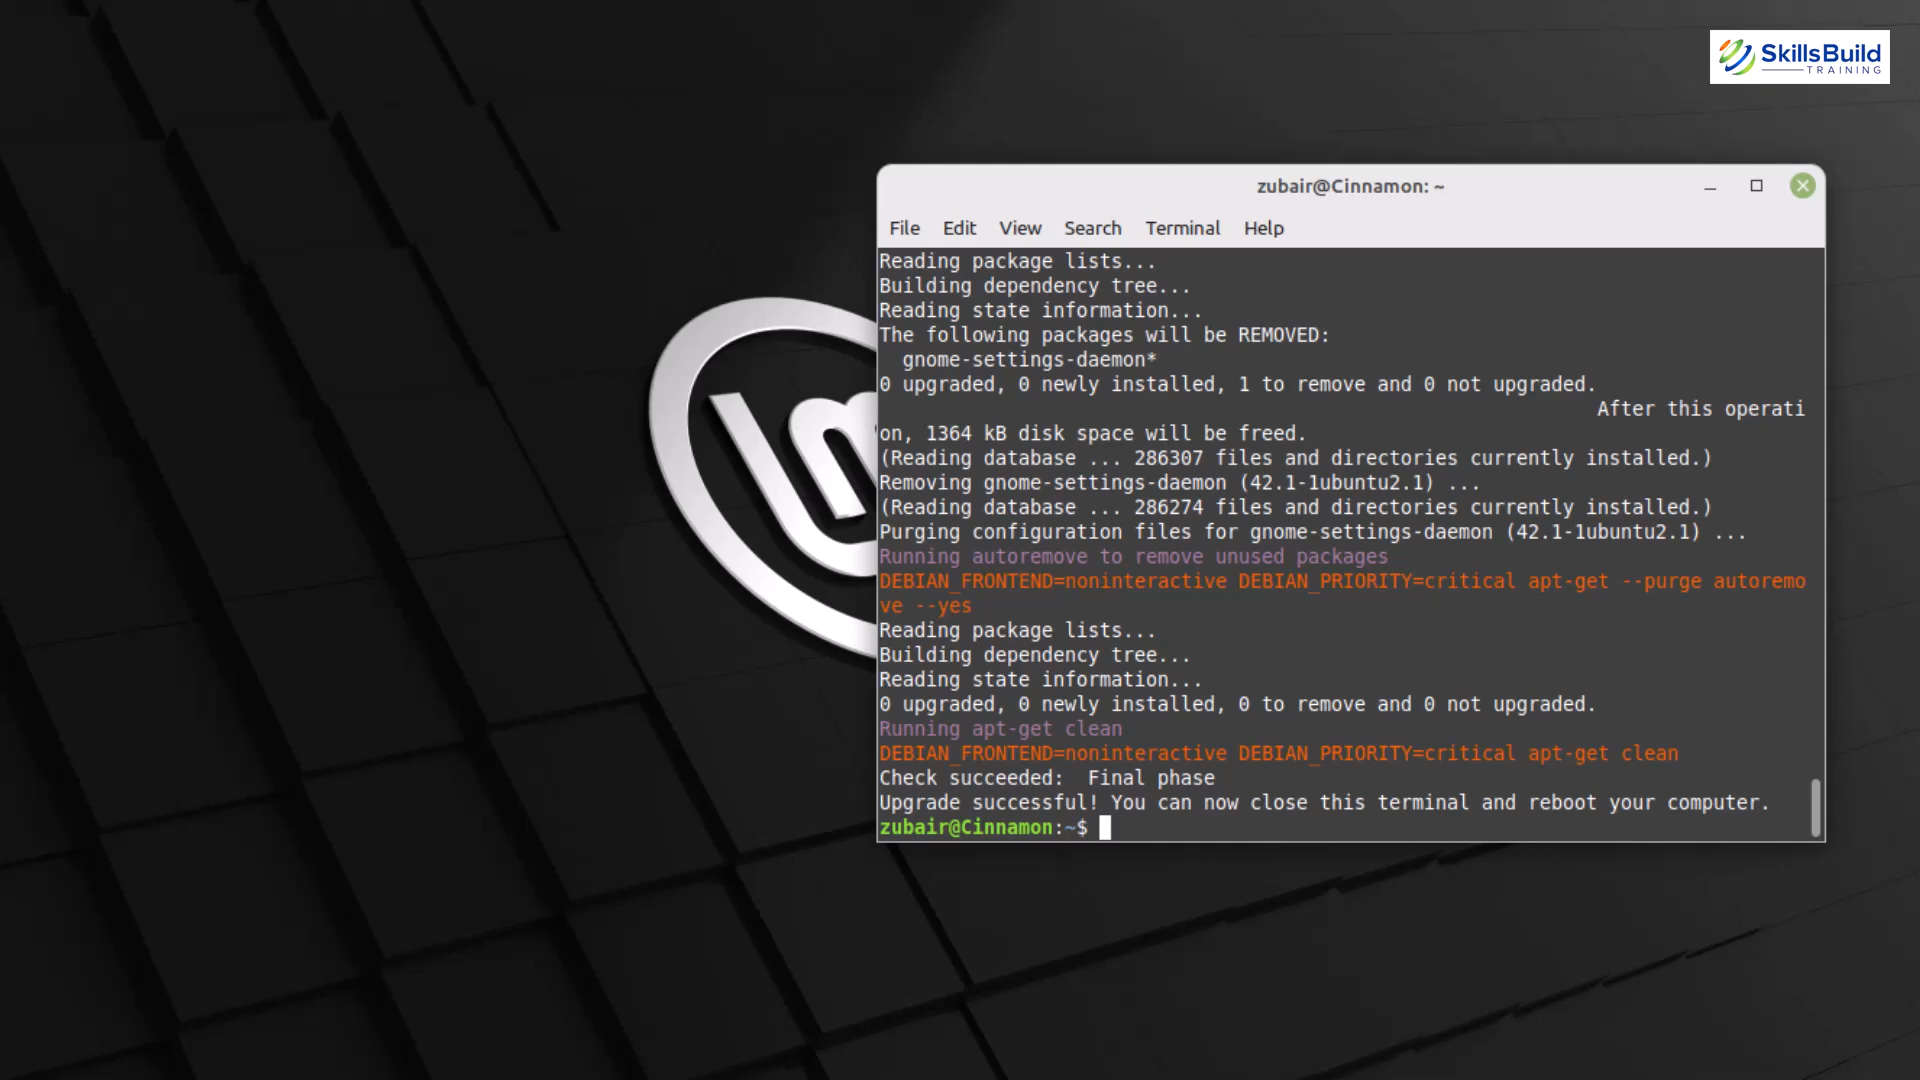 SkillsBuild
TRAINING
zubair@Cinnamon: ~
File Edit View Search Terminal Help
Reading package lists...
Building dependency tree...
Reading state information...
The following packages will be REMOVED:
  gnome-settings-daemon*
0 upgraded, 0 newly installed, 1 to remove and 0 not upgraded.
After this operati
on, 1364 kB disk space will be freed.
(Reading database ... 286307 files and directories currently installed.)
Removing gnome-settings-daemon (42.1-1ubuntu2.1) ...
(Reading database ... 286274 files and directories currently installed.)
Purging configuration files for gnome-settings-daemon (42.1-1ubuntu2.1) ...
Running autoremove to remove unused packages
DEBIAN_FRONTEND=noninteractive DEBIAN_PRIORITY=critical apt-get --purge autoremo
ve --yes
Reading package lists...
Building dependency tree...
Reading state information...
0 upgraded, 0 newly installed, 0 to remove and 0 not upgraded.
Running apt-get clean
DEBIAN_FRONTEND=noninteractive DEBIAN_PRIORITY=critical apt-get clean
Check succeeded:  Final phase
Upgrade successful! You can now close this terminal and reboot your computer.
zubair@Cinnamon:~$